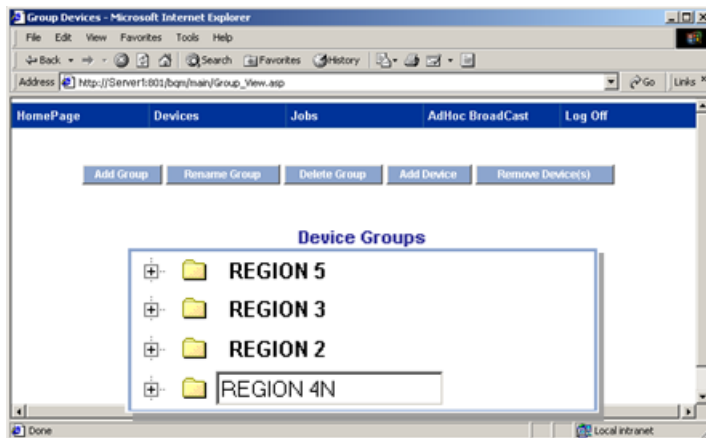 Group Devices - Microsoft Internet Explorer
File Edit View Favorites Tools Help
Back Search Favorites History
Address http://Server1:801/bqm/main/Group_View.asp Go Links »
HomePage Devices Jobs AdHoc BroadCast Log Off
Add Group Rename Group Delete Group Add Device Remove Device(s)
Device Groups
REGION 5
REGION 3
REGION 2
REGION 4N
Done Local intranet